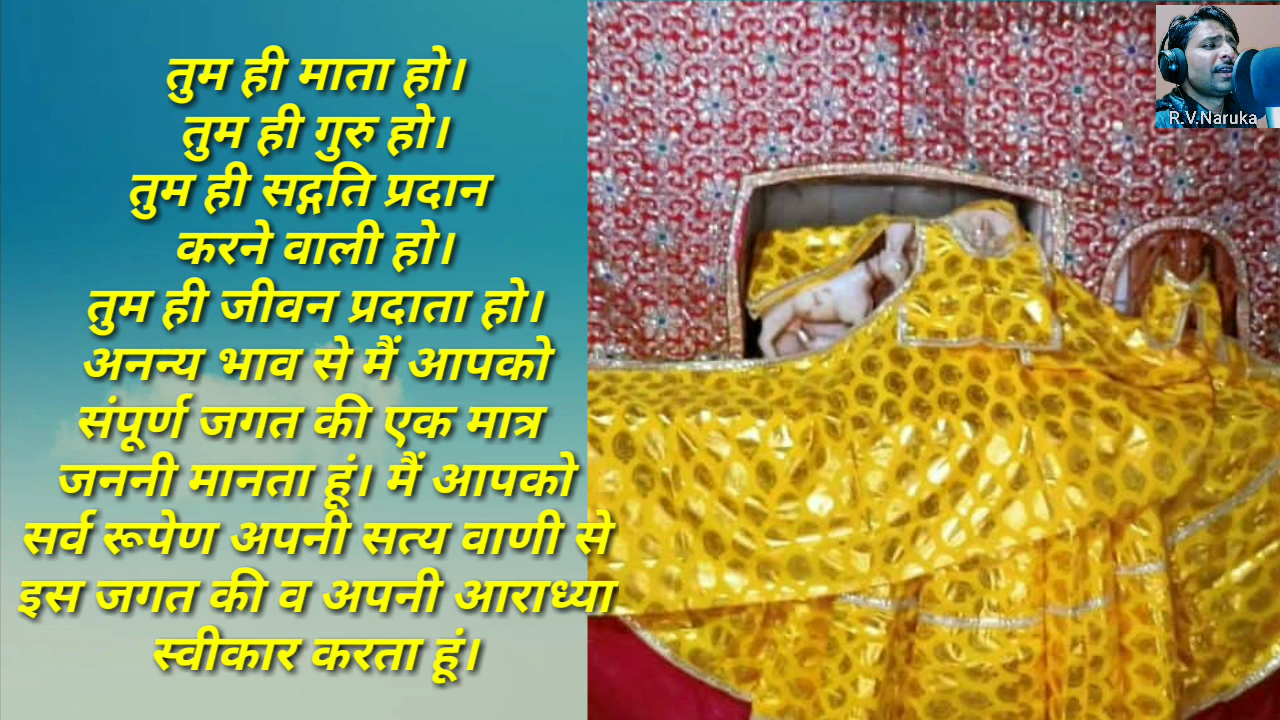 तुम ही माता हो।
तुम ही गुरु हो।
तुम ही सद्गति प्रदान
करने वाली हो।
तुम ही जीवन प्रदाता हो।
अनन्य भाव से मैं आपको
संपूर्ण जगत की एक मात्र
जननी मानता हूं। मैं आपको
सर्व रूपेण अपनी सत्य वाणी से
इस जगत की व अपनी आराध्या
स्वीकार करता हूं।
R.V.Naruka